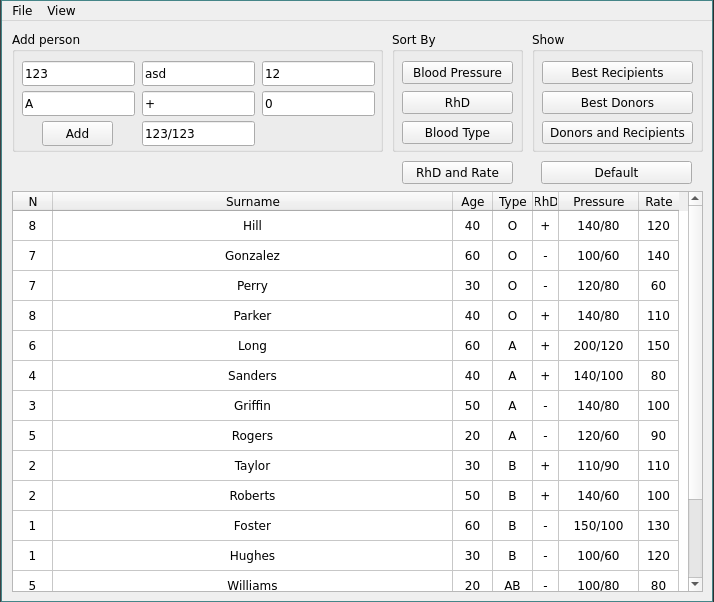 File View
Add person Sort By Show
123 asd 12 Blood Pressure Best Recipients
A + 0 RhD Best Donors
Add 123/123 Blood Type Donors and Recipients
RhD and Rate Default
N Surname Age Type RhD Pressure Rate
8 Hill 40 O + 140/80 120
7 Gonzalez 60 O - 100/60 140
7 Perry 30 O - 120/80 60
8 Parker 40 O + 140/80 110
6 Long 60 A + 200/120 150
4 Sanders 40 A + 140/100 80
3 Griffin 50 A - 140/80 100
5 Rogers 20 A - 120/60 90
2 Taylor 30 B + 110/90 110
2 Roberts 50 B + 140/60 100
1 Foster 60 B - 150/100 130
1 Hughes 30 B - 100/60 120
5 Williams 20 AB - 100/80 80